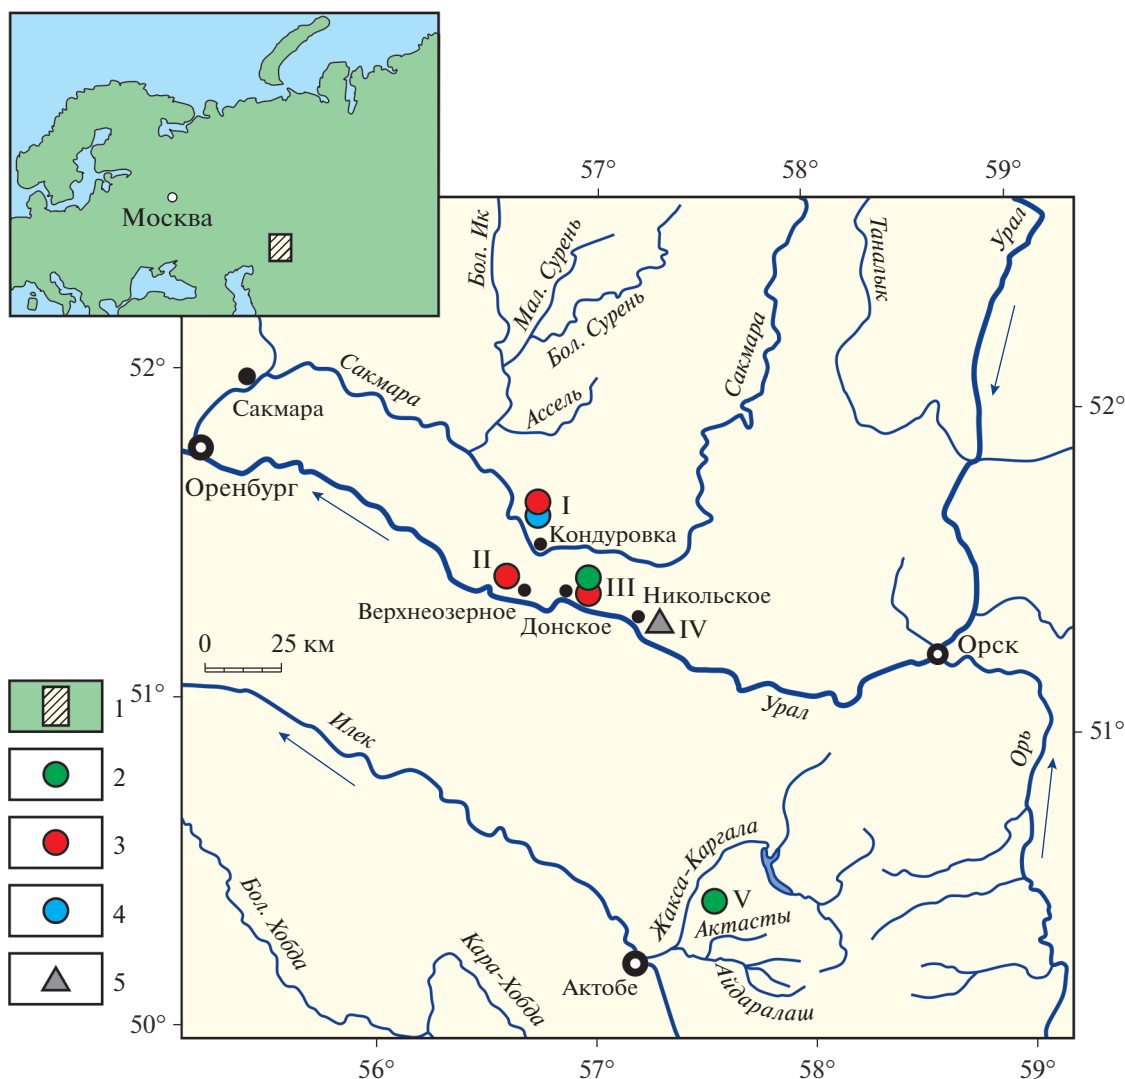 Москва
57°
58°
59°
Бол. Ик
Мал. Сурень
Бол. Сурень
Сакмара
Таналык
Урал
52°
Сакмара
Сакмара
Ассель
52°
Оренбург
I
Кондуровка
II
III
Никольское
Верхнеозерное
Донское
IV
0
25 км
Орск
1
51°
Урал
51°
Илек
Орь
2
3
Жакса-Каргала
4
V
Актасты
Бол. Хобда
Кара-Хобда
5
Актобе
Айдаралаш
50°
56°
57°
58°
59°